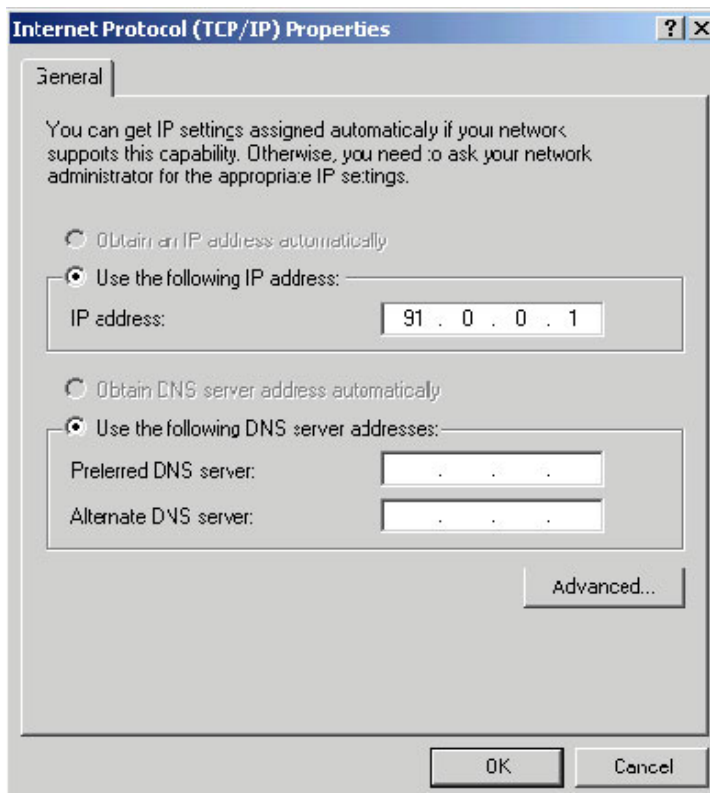 Internet Protocol (TCP/IP) Properties
General
You can get IP settings assigned automaticaly if your network
supports this capability. Otherwise, you need to ask your network
administrator for the appropriate IP settings.
Obtain an IP address automatically
Use the following IP address:
IP address: 91 . 0 . 0 . 1
Obtain DNS server address automatically
Use the following DNS server addresses:
Preferred DNS server: . . .
Alternate DNS server: . . .
Advanced...
OK Cancel